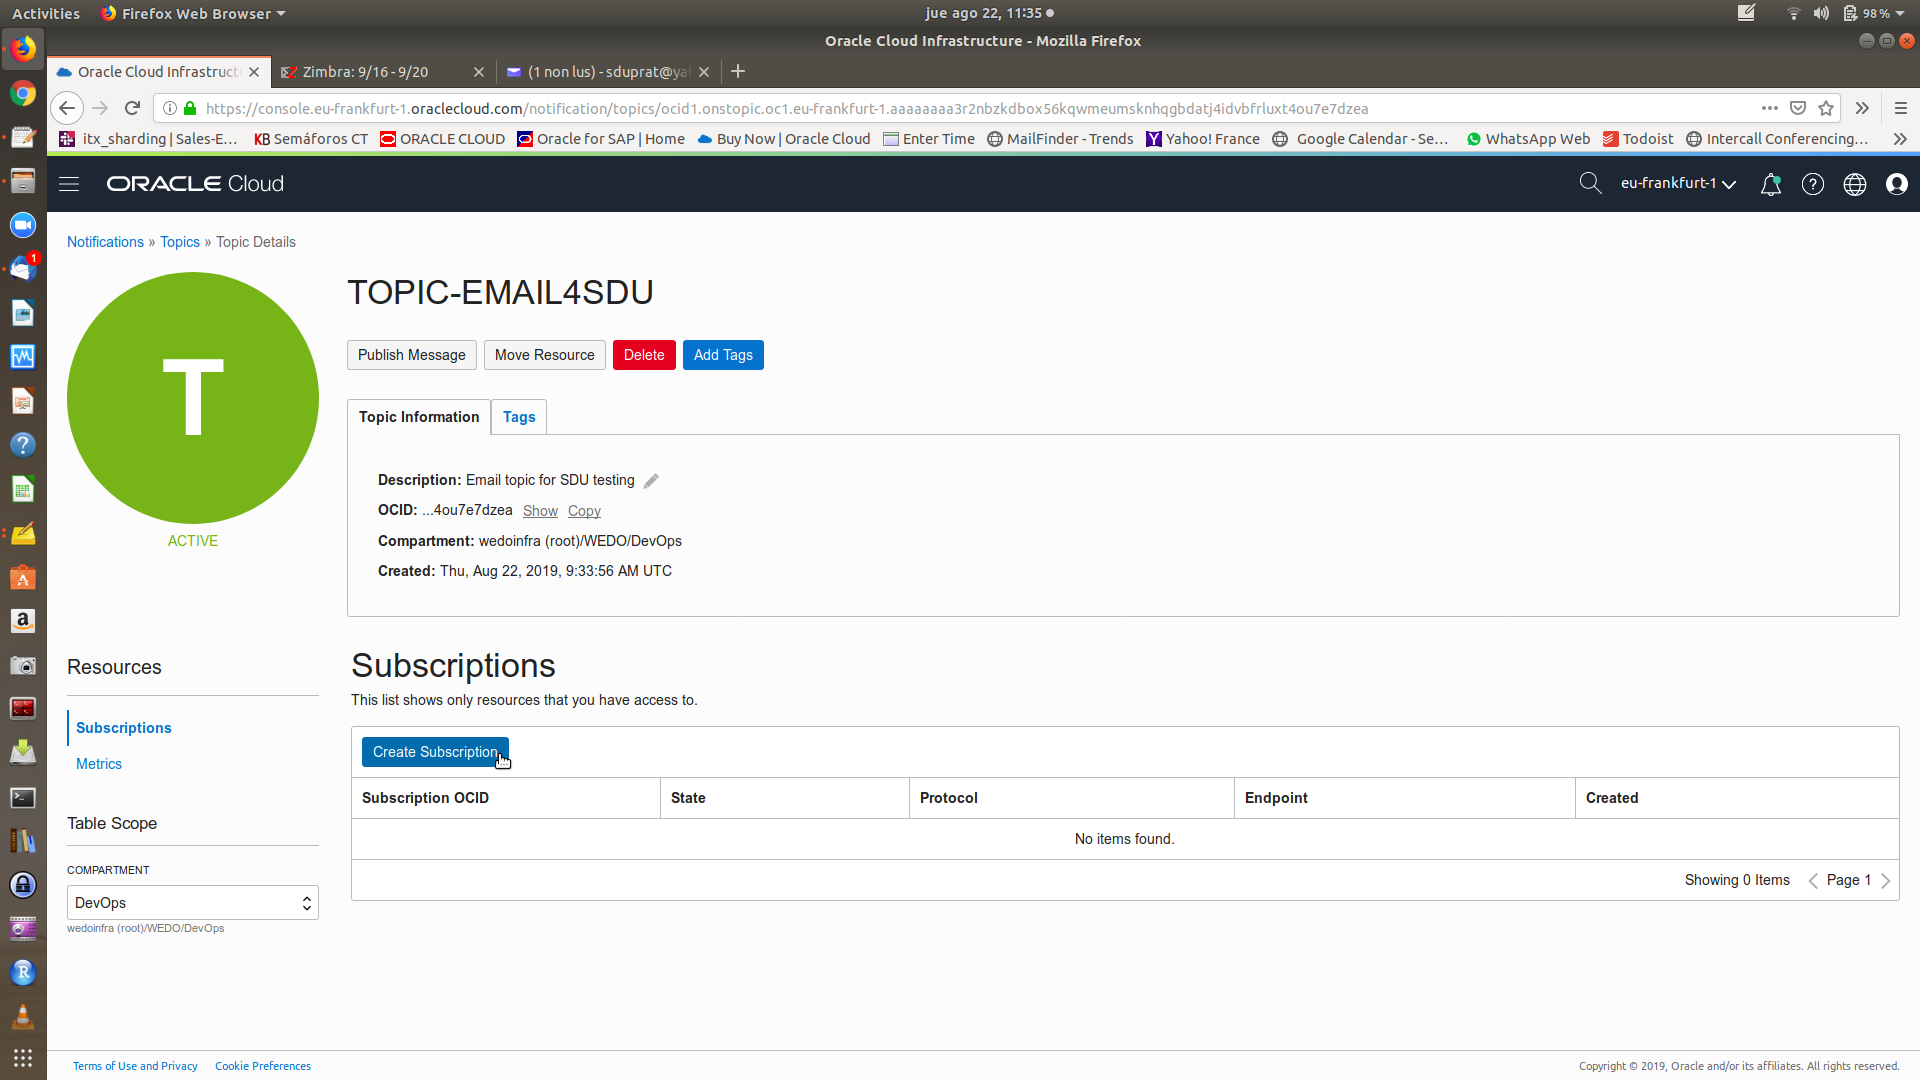 Activities Firefox Web Browser jue ago 22, 11:35 98 %
Oracle Cloud Infrastructure - Mozilla Firefox
Oracle Cloud Infrastruct Zimbra: 9/16 - 9/20 (1 non lus) - sduprat@ya
https://console.eu-frankfurt-1.oraclecloud.com/notification/topics/ocid1.onstopic.oc1.eu-frankfurt-1.aaaaaaaa3r2nbzkdbox56kqwmeumsknhqgbdatj4idvbfrluxt4ou7e7dzea
itx_sharding | Sales-E… KB Semáforos CT ORACLE CLOUD Oracle for SAP | Home Buy Now | Oracle Cloud Enter Time MailFinder - Trends Yahoo! France Google Calendar - Se… WhatsApp Web Todoist Intercall Conferencing…
ORACLE Cloud eu-frankfurt-1
Notifications » Topics » Topic Details
T
ACTIVE
TOPIC-EMAIL4SDU
Publish Message Move Resource Delete Add Tags
Topic Information Tags
Description: Email topic for SDU testing
OCID: ...4ou7e7dzea Show Copy
Compartment: wedoinfra (root)/WEDO/DevOps
Created: Thu, Aug 22, 2019, 9:33:56 AM UTC
Resources
Subscriptions
Metrics
Table Scope
COMPARTMENT
DevOps
wedoinfra (root)/WEDO/DevOps
Subscriptions
This list shows only resources that you have access to.
Create Subscription
Subscription OCID State Protocol Endpoint Created
No items found.
Showing 0 Items Page 1
Terms of Use and Privacy Cookie Preferences Copyright © 2019, Oracle and/or its affiliates. All rights reserved.